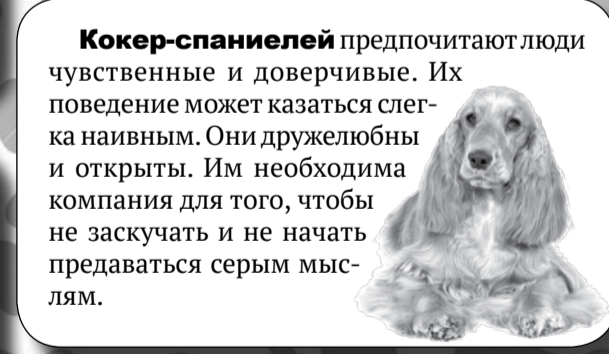 Кокер-спаниелей предпочитают люди
чувственные и доверчивые. Их
поведение может казаться слег-
ка наивным. Они дружелюбны
и открыты. Им необходима
компания для того, чтобы
не заскучать и не начать
предаваться серым мыс-
лям.